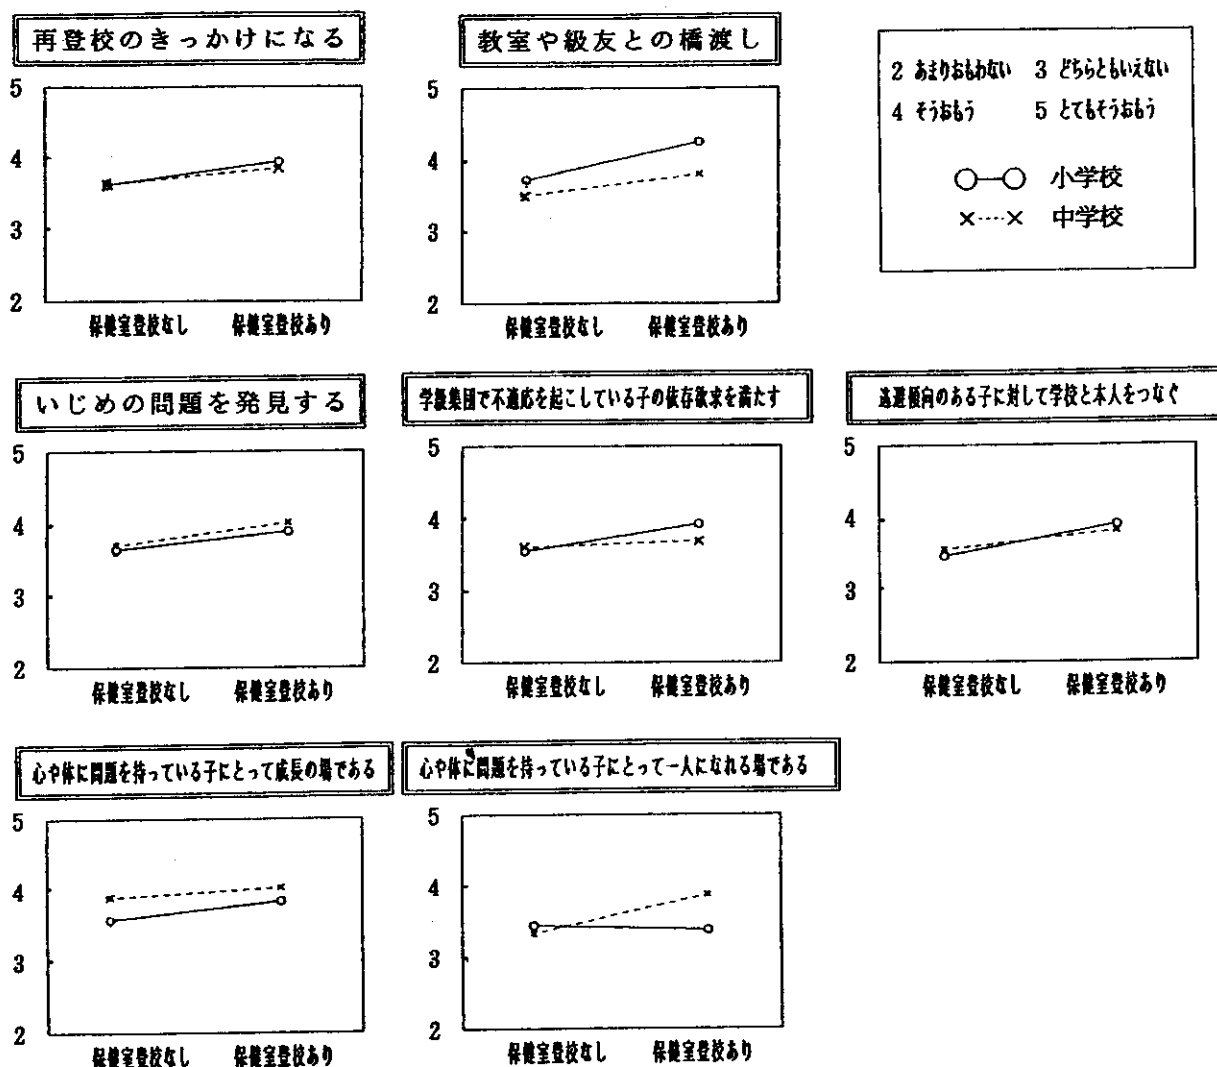 再登校のきっかけになる
5
4
3
2
保健室登校なし 保健室登校あり
教室や級友との橋渡し
5
4
3
2
保健室登校なし 保健室登校あり
2 あまりおもわない 3 どちらともいえない
4 そうおもう 5 とてもそうおもう
小学校
中学校
いじめの問題を発見する
5
4
3
2
保健室登校なし 保健室登校あり
学級集団で不適応を起こしている子の依存欲求を満たす
5
4
3
2
保健室登校なし 保健室登校あり
逃避傾向のある子に対して学校と本人をつなぐ
5
4
3
2
保健室登校なし 保健室登校あり
心や体に問題を持っている子にとって成長の場である
5
4
3
2
保健室登校なし 保健室登校あり
心や体に問題を持っている子にとって一人になれる場である
5
4
3
2
保健室登校なし 保健室登校あり